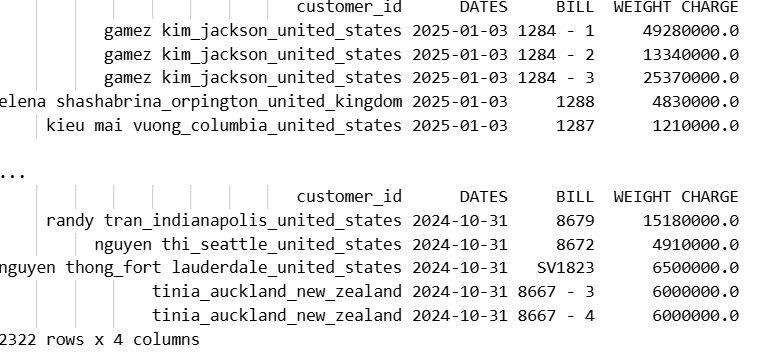 customer_id DATES BILL WEIGHT CHARGE
gamez kim_jackson_united_states 2025-01-03 1284 - 1 49280000.0
gamez kim_jackson_united_states 2025-01-03 1284 - 2 13340000.0
gamez kim_jackson_united_states 2025-01-03 1284 - 3 25370000.0
elena shashabrina_orpington_united_kingdom 2025-01-03 1288 4830000.0
kieu mai vuong_columbia_united_states 2025-01-03 1287 1210000.0
...
customer_id DATES BILL WEIGHT CHARGE
randy tran_indianapolis_united_states 2024-10-31 8679 15180000.0
nguyen thi_seattle_united_states 2024-10-31 8672 4910000.0
nguyen thong_fort lauderdale_united_states 2024-10-31 SV1823 6500000.0
tinia_auckland_new_zealand 2024-10-31 8667 - 3 6000000.0
tinia_auckland_new_zealand 2024-10-31 8667 - 4 6000000.0
2322 rows x 4 columns